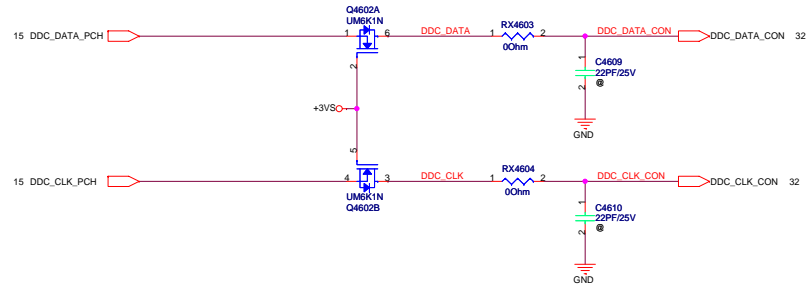 Q4602A
UM6K1N
RX4603
15 DDC_DATA_PCH 1 6 DDC_DATA 1 2 DDC_DATA_CON DDC_DATA_CON 32
0Ohm
2
1
C4609
22PF/25V
@
2
+3VS
GND
5
RX4604
15 DDC_CLK_PCH 4 3 DDC_CLK 1 2 DDC_CLK_CON DDC_CLK_CON 32
0Ohm
UM6K1N
Q4602B
1
C4610
22PF/25V
@
2
GND